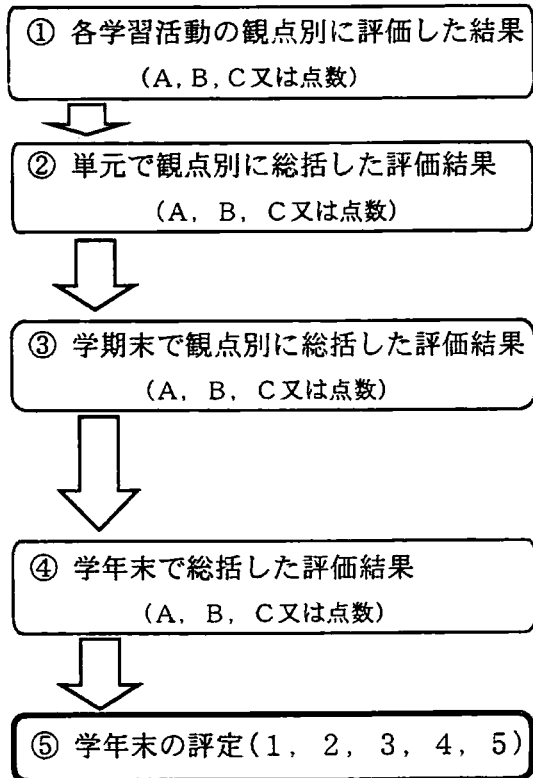 ① 各学習活動の観点別に評価した結果
（A，B，C又は点数）
② 単元で観点別に総括した評価結果
（A，B，C又は点数）
③ 学期末で観点別に総括した評価結果
（A，B，C又は点数）
④ 学年末で総括した評価結果
（A，B，C又は点数）
⑤ 学年末の評定（1，2，3，4，5）